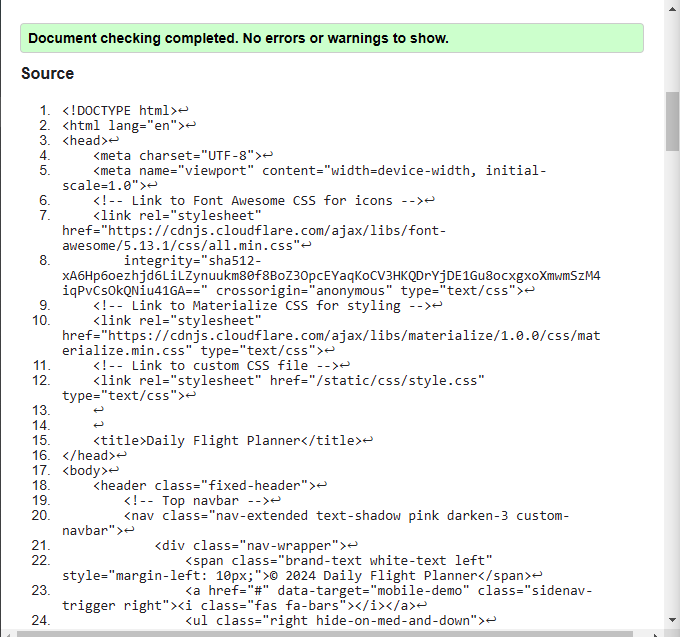 Document checking completed. No errors or warnings to show.
Source
1. <!DOCTYPE html>↩
2. <html lang="en">↩
3. <head>↩
4. <meta charset="UTF-8">↩
5. <meta name="viewport" content="width=device-width, initial-
scale=1.0">↩
6. <!-- Link to Font Awesome CSS for icons -->↩
7. <link rel="stylesheet"
href="https://cdnjs.cloudflare.com/ajax/libs/font-
awesome/5.13.1/css/all.min.css"↩
8. integrity="sha512-
xA6Hp6oezhjd6LiLZynuukm80f8BoZ3OpcEYaqKoCV3HKQDrYjDE1Gu8ocxgxoXmwmSzM4
iqPvCsOkQNiu41GA==" crossorigin="anonymous" type="text/css">↩
9. <!-- Link to Materialize CSS for styling -->↩
10. <link rel="stylesheet"
href="https://cdnjs.cloudflare.com/ajax/libs/materialize/1.0.0/css/mat
erialize.min.css" type="text/css">↩
11. <!-- Link to custom CSS file -->↩
12. <link rel="stylesheet" href="/static/css/style.css"
type="text/css">↩
13. ↩
14. ↩
15. <title>Daily Flight Planner</title>↩
16. </head>↩
17. <body>↩
18. <header class="fixed-header">↩
19. <!-- Top navbar -->↩
20. <nav class="nav-extended text-shadow pink darken-3 custom-
navbar">↩
21. <div class="nav-wrapper">↩
22. <span class="brand-text white-text left"
style="margin-left: 10px;">© 2024 Daily Flight Planner</span>↩
23. <a href="#" data-target="mobile-demo" class="sidenav-
trigger right"><i class="fas fa-bars"></i></a>↩
24. <ul class="right hide-on-med-and-down">↩